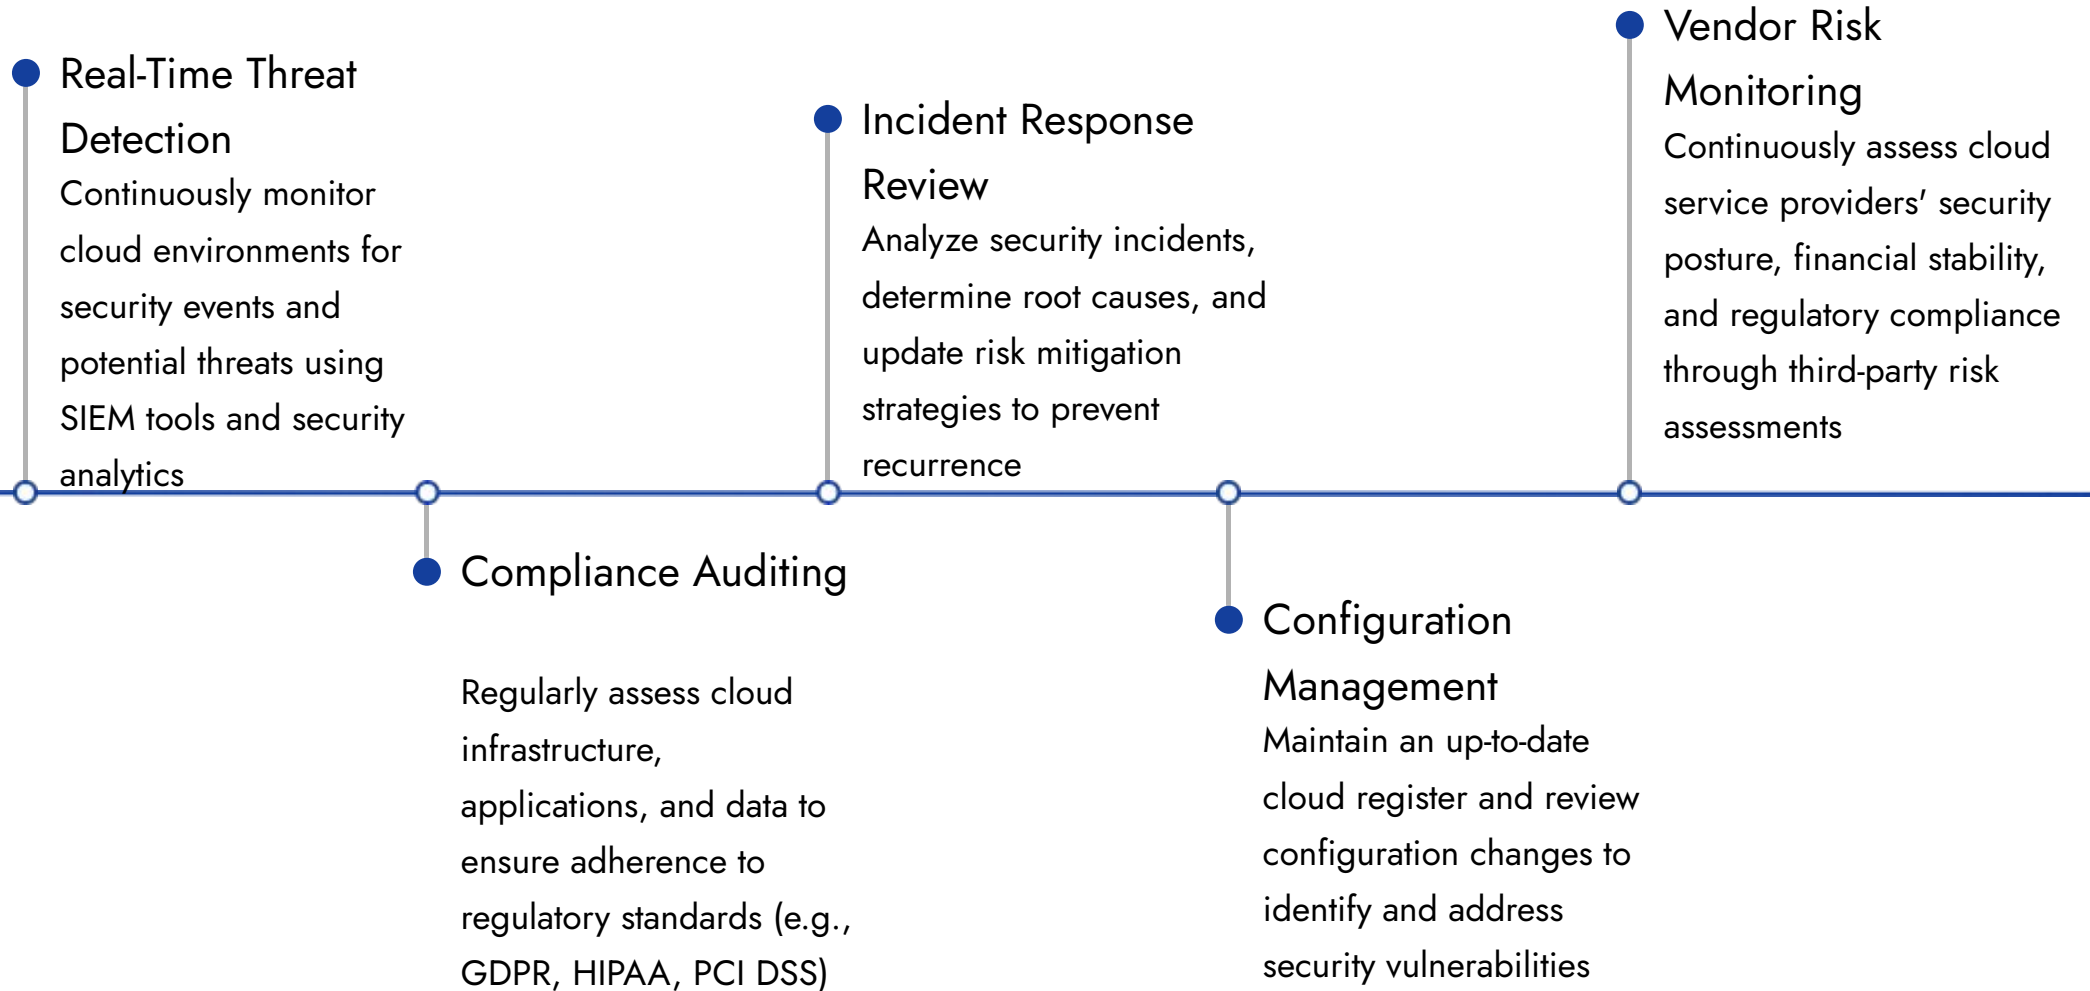 Real-Time Threat
Detection
Continuously monitor
cloud environments for
security events and
potential threats using
SIEM tools and security
analytics
Compliance Auditing
Regularly assess cloud
infrastructure,
applications, and data to
ensure adherence to
regulatory standards (e.g.,
GDPR, HIPAA, PCI DSS)
Incident Response
Review
Analyze security incidents,
determine root causes, and
update risk mitigation
strategies to prevent
recurrence
Configuration
Management
Maintain an up-to-date
cloud register and review
configuration changes to
identify and address
security vulnerabilities
Vendor Risk
Monitoring
Continuously assess cloud
service providers' security
posture, financial stability,
and regulatory compliance
through third-party risk
assessments